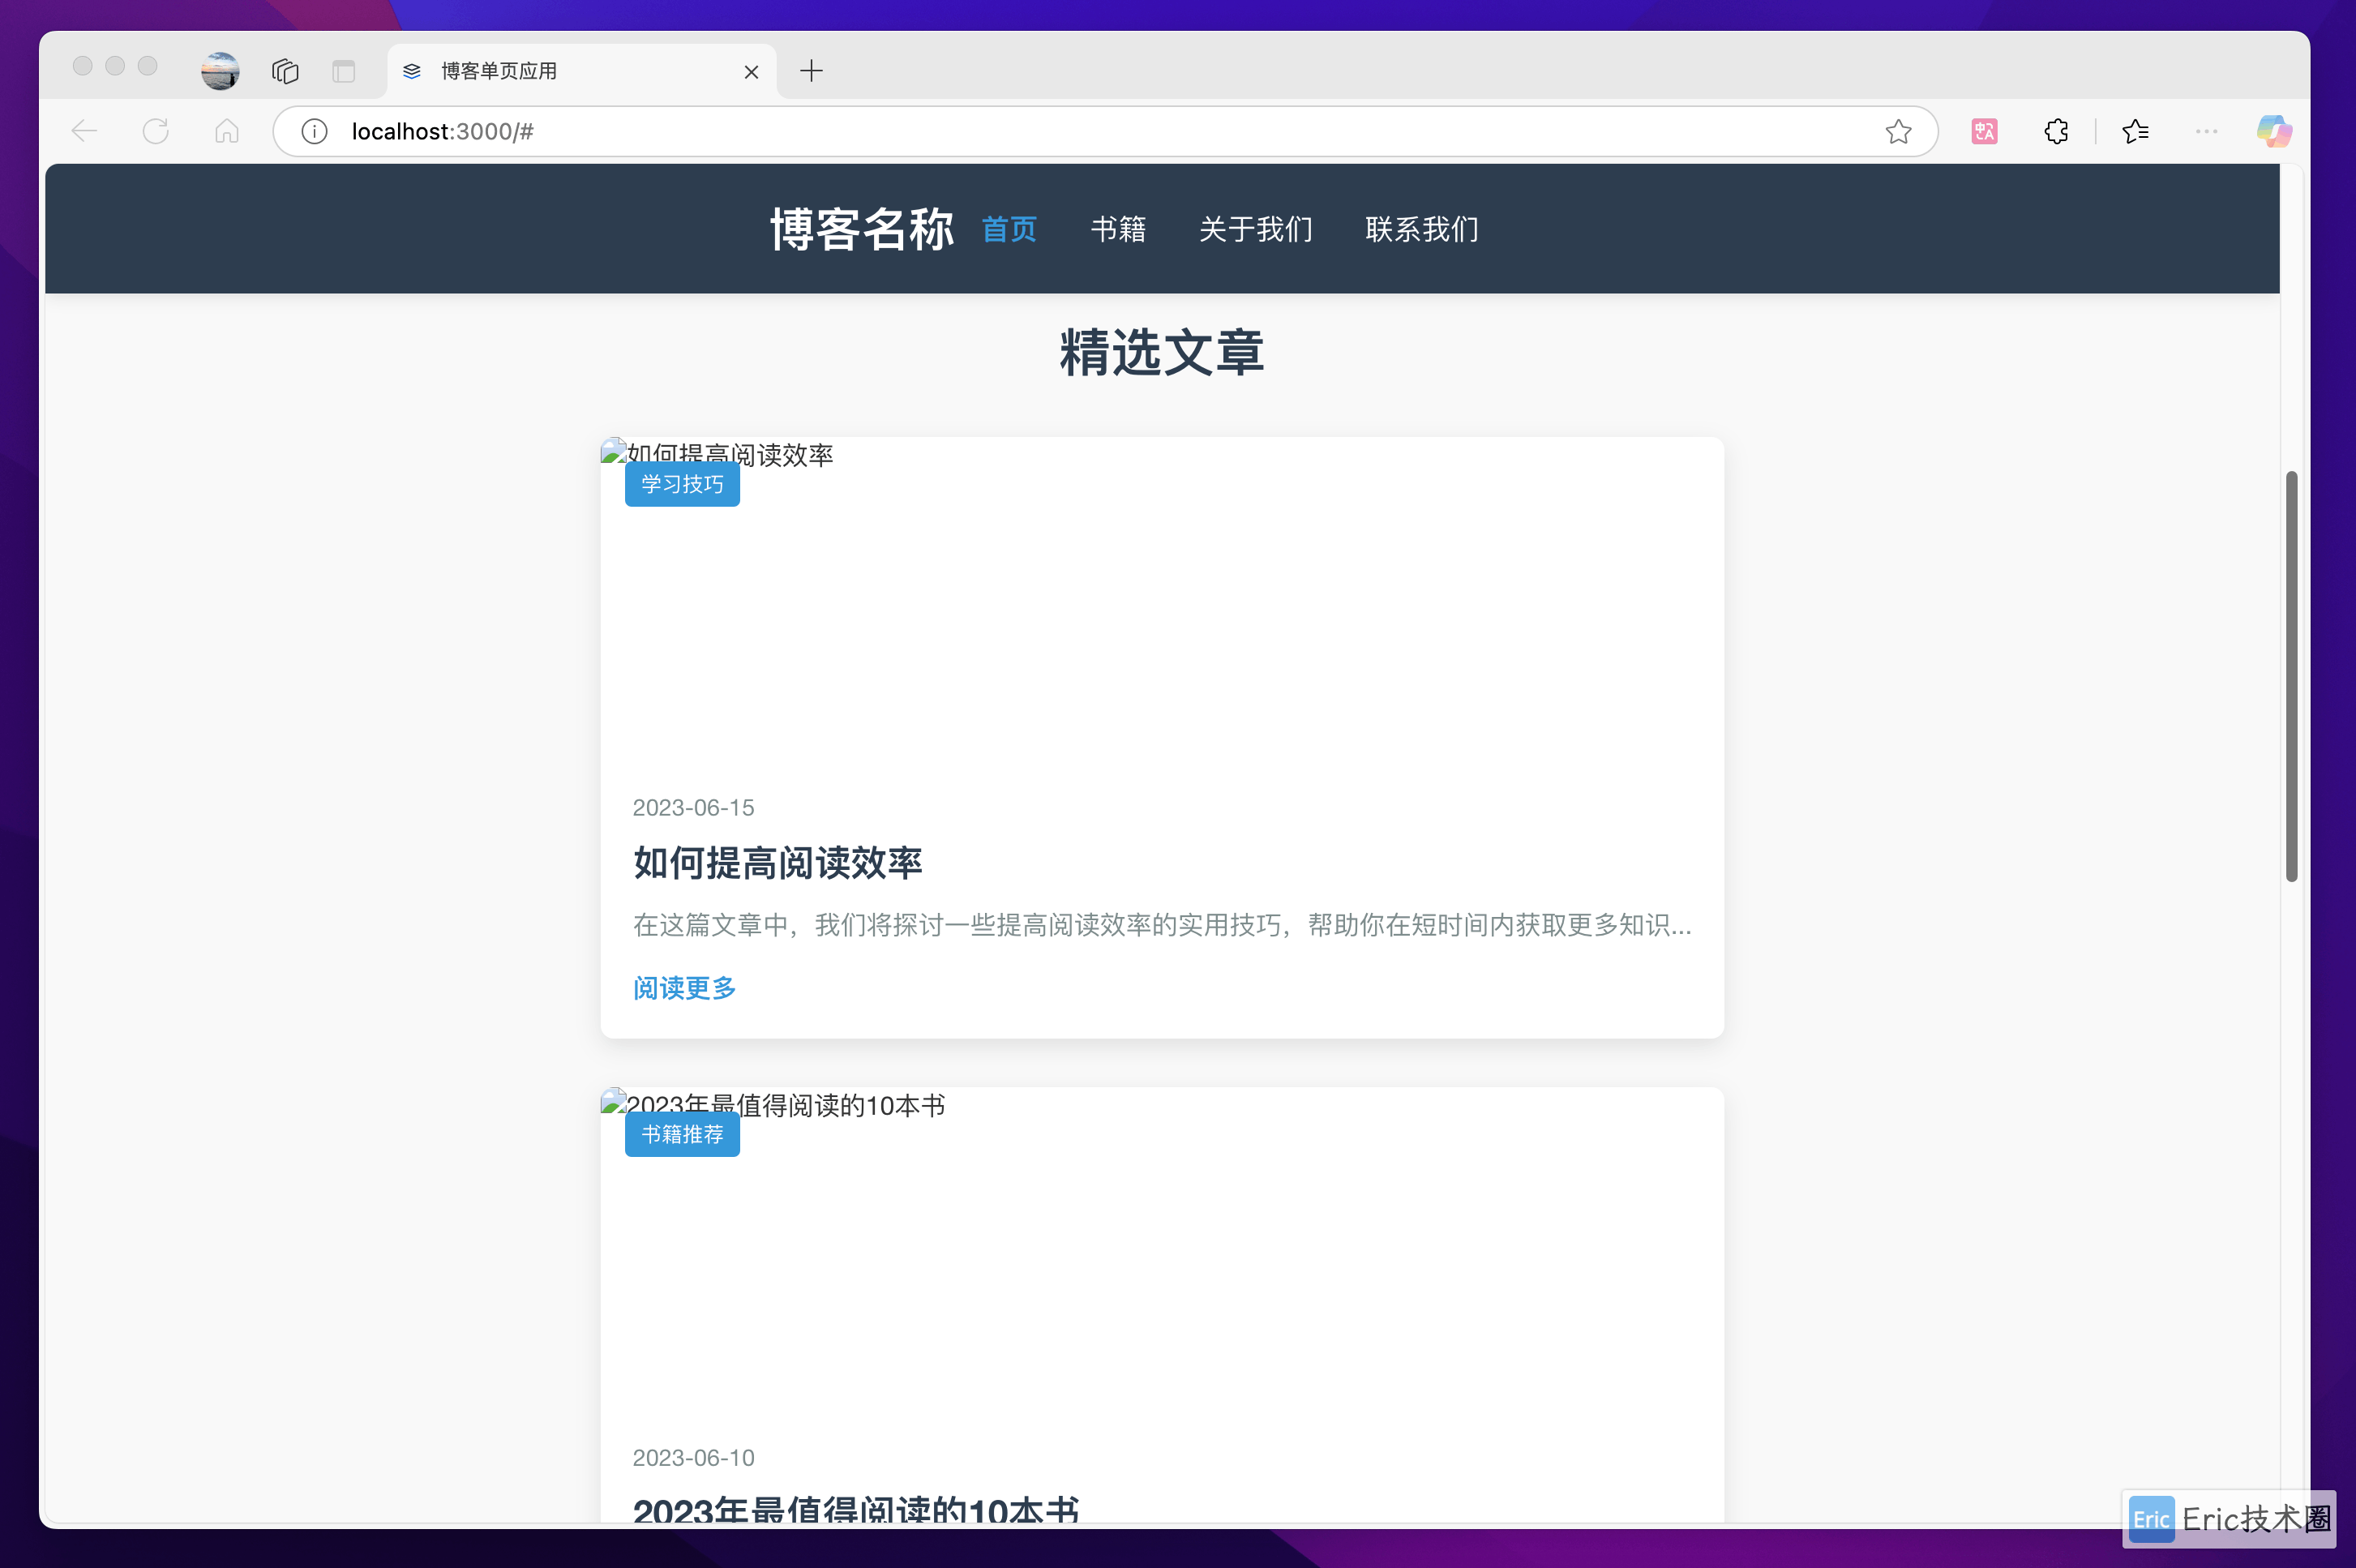 博客单页应用
localhost:3000/#
博客名称 首页 书籍 关于我们 联系我们
精选文章
如何提高阅读效率
学习技巧
2023-06-15
如何提高阅读效率
在这篇文章中，我们将探讨一些提高阅读效率的实用技巧，帮助你在短时间内获取更多知识...
阅读更多
2023年最值得阅读的10本书
书籍推荐
2023-06-10
2023年最值得阅读的10本书
Eric Eric技术圈